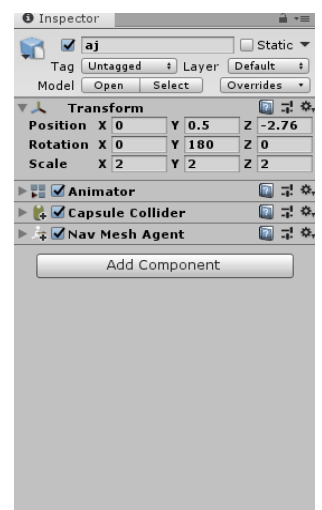 Inspector
aj Static
Tag Untagged Layer Default
Model Open Select Overrides
Transform
Position X 0 Y 0.5 Z -2.76
Rotation X 0 Y 180 Z 0
Scale X 2 Y 2 Z 2
Animator
Capsule Collider
Nav Mesh Agent
Add Component